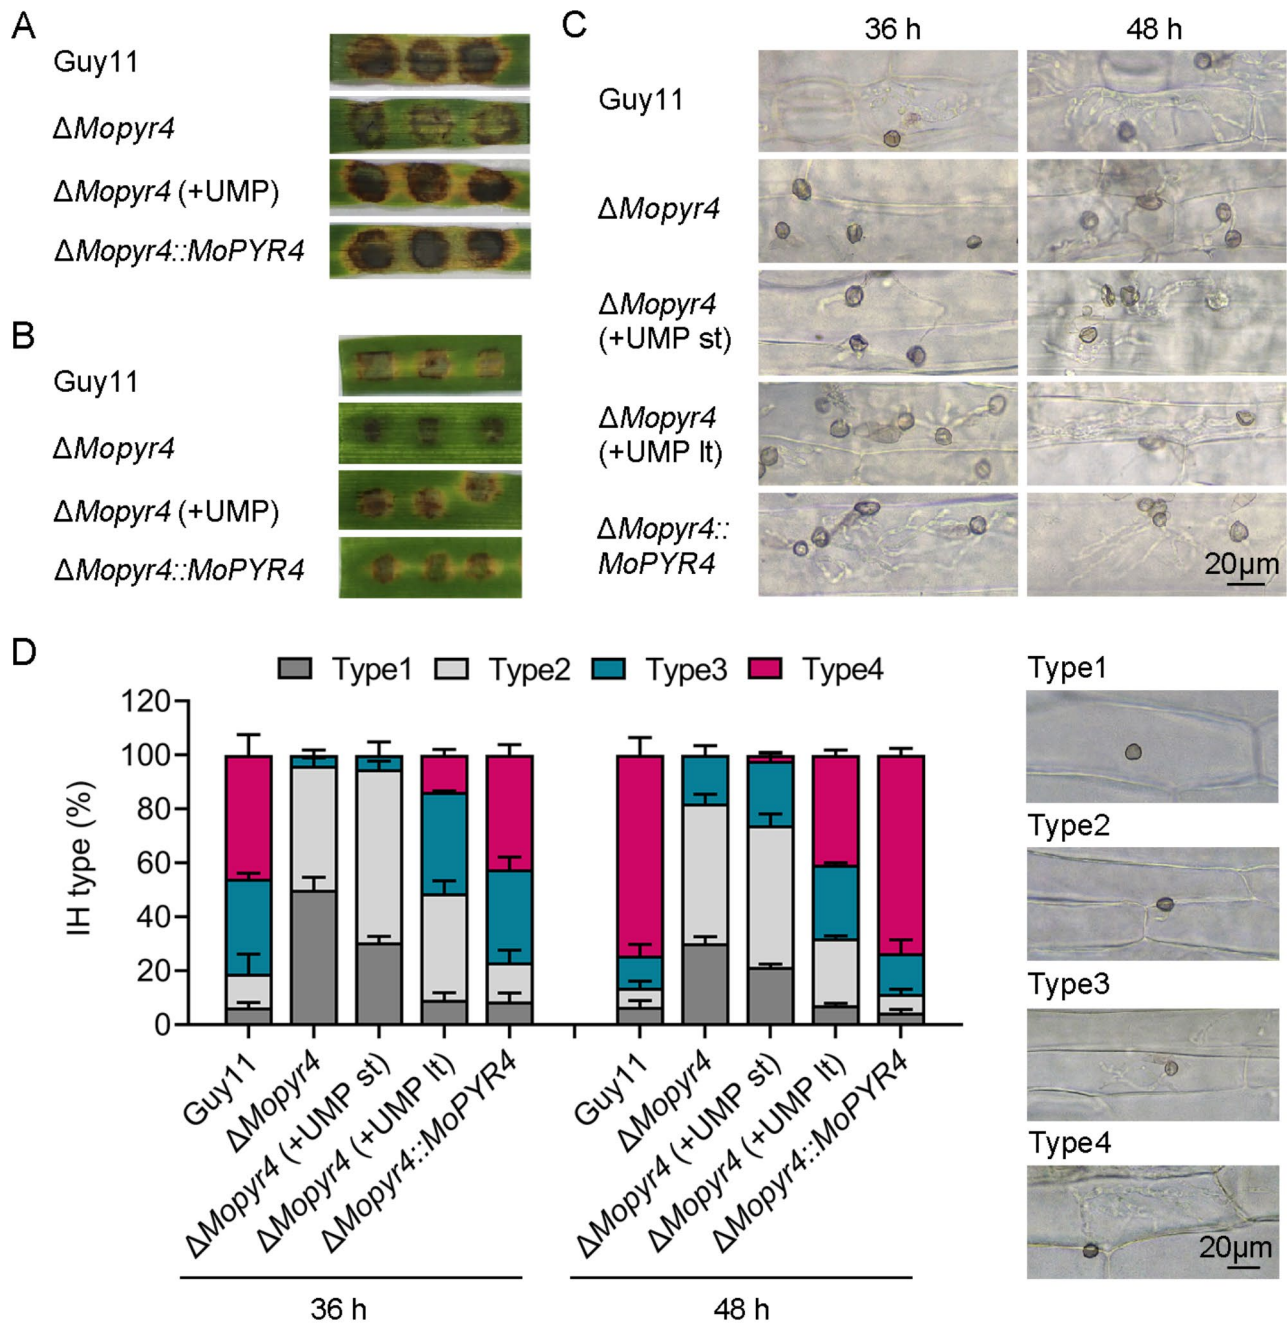 A
Guy11
ΔMopyr4
ΔMopyr4 (+UMP)
ΔMopyr4::MoPYR4
B
Guy11
ΔMopyr4
ΔMopyr4 (+UMP)
ΔMopyr4::MoPYR4
C
36 h 48 h
Guy11
ΔMopyr4
ΔMopyr4
(+UMP st)
ΔMopyr4
(+UMP lt)
ΔMopyr4::
MoPYR4
20μm
D
Type1 Type2 Type3 Type4
IH type (%)
120
100
80
60
40
20
0
Guy11
ΔMopyr4
ΔMopyr4 (+UMP st)
ΔMopyr4 (+UMP lt)
ΔMopyr4::MoPYR4
Guy11
ΔMopyr4
ΔMopyr4 (+UMP st)
ΔMopyr4 (+UMP lt)
ΔMopyr4::MoPYR4
36 h
48 h
Type1
Type2
Type3
Type4
20μm